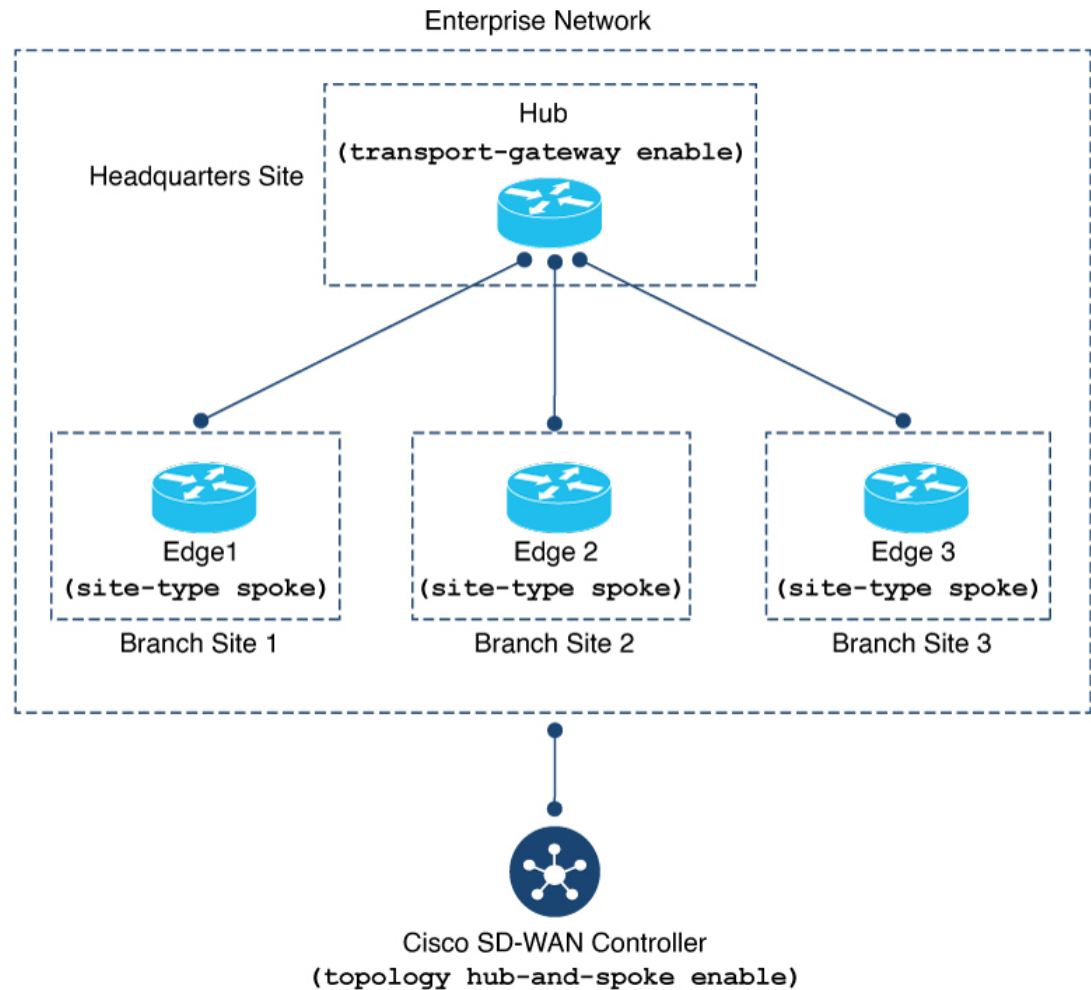 Enterprise Network
Hub
(transport-gateway enable)
Headquarters Site
Edge1
(site-type spoke)
Branch Site 1
Edge 2
(site-type spoke)
Branch Site 2
Edge 3
(site-type spoke)
Branch Site 3
Cisco SD-WAN Controller
(topology hub-and-spoke enable)